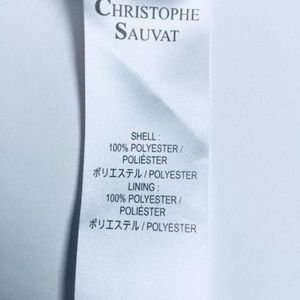 CHRISTOPHE
SAUVAT
SHELL :
100% POLYESTER /
POLIÉSTER
ポリエステル / POLYESTER
LINING :
100% POLYESTER /
POLIÉSTER
ポリエステル / POLYESTER